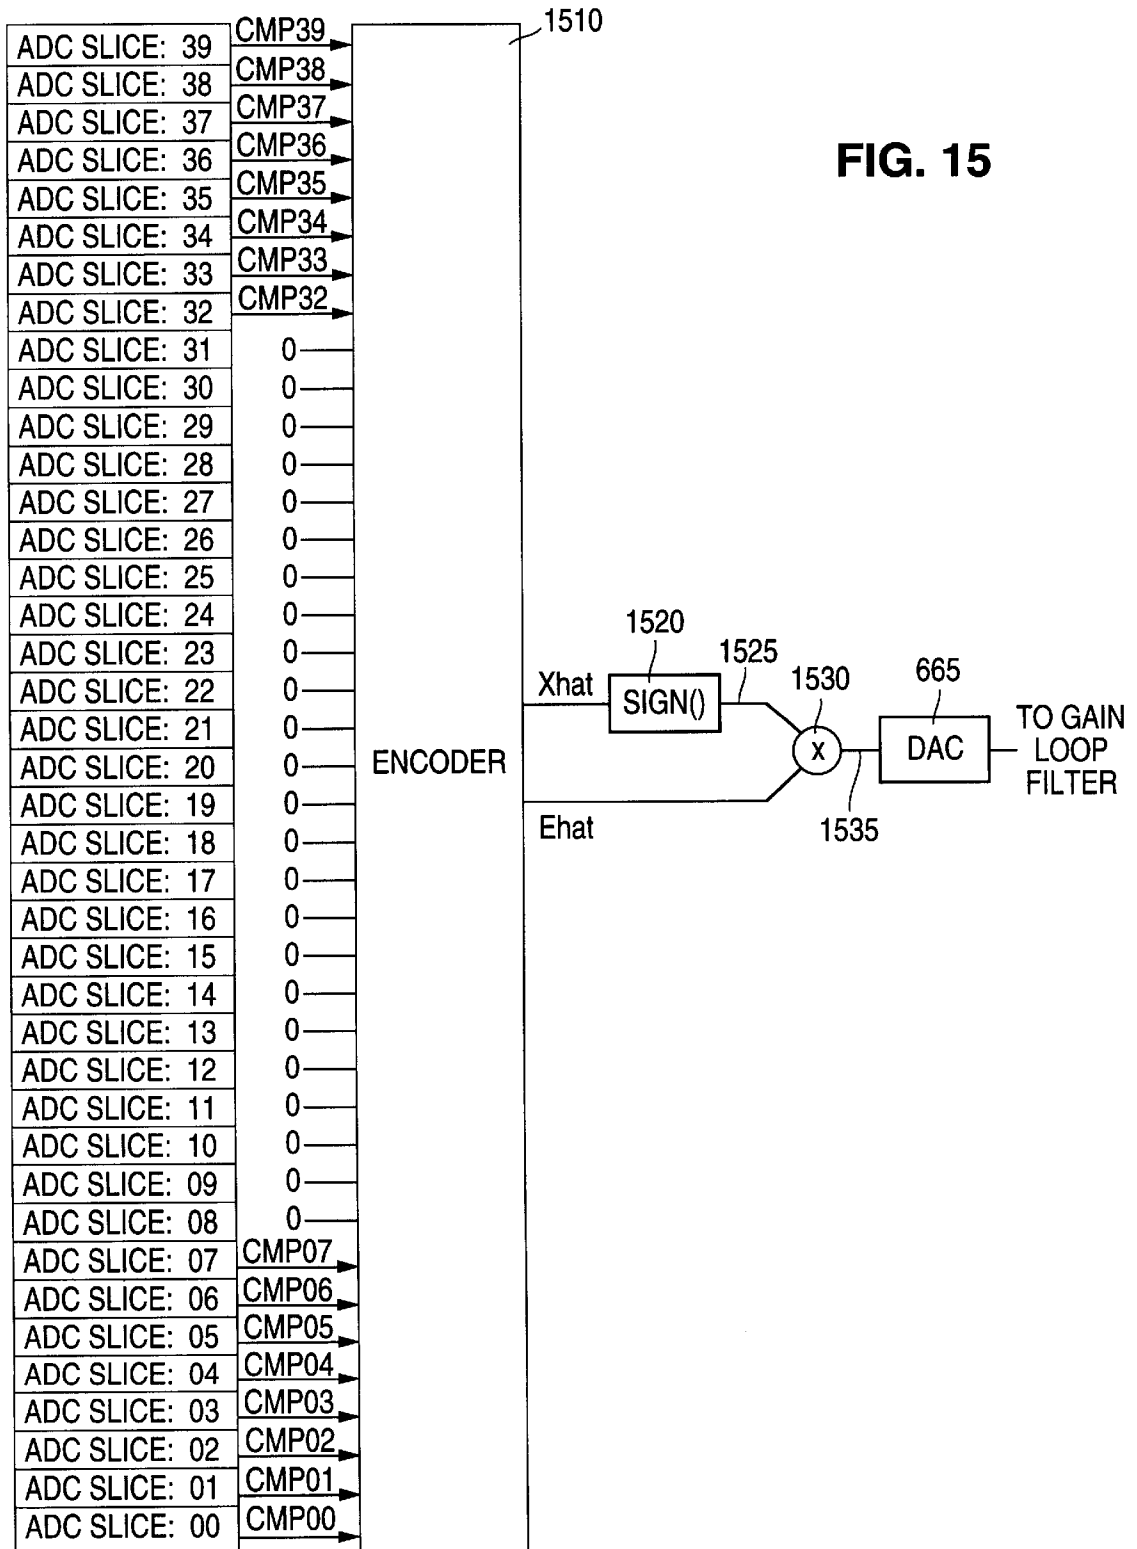 1510
FIG. 15
ADC SLICE: 39 CMP39
ADC SLICE: 38 CMP38
ADC SLICE: 37 CMP37
ADC SLICE: 36 CMP36
ADC SLICE: 35 CMP35
ADC SLICE: 34 CMP34
ADC SLICE: 33 CMP33
ADC SLICE: 32 CMP32
ADC SLICE: 31 0
ADC SLICE: 30 0
ADC SLICE: 29 0
ADC SLICE: 28 0
ADC SLICE: 27 0
ADC SLICE: 26 0
ADC SLICE: 25 0
ADC SLICE: 24 0
ADC SLICE: 23 0
ADC SLICE: 22 0
ADC SLICE: 21 0
ADC SLICE: 20 0
ADC SLICE: 19 0
ADC SLICE: 18 0
ADC SLICE: 17 0
ADC SLICE: 16 0
ADC SLICE: 15 0
ADC SLICE: 14 0
ADC SLICE: 13 0
ADC SLICE: 12 0
ADC SLICE: 11 0
ADC SLICE: 10 0
ADC SLICE: 09 0
ADC SLICE: 08 0
ADC SLICE: 07 CMP07
ADC SLICE: 06 CMP06
ADC SLICE: 05 CMP05
ADC SLICE: 04 CMP04
ADC SLICE: 03 CMP03
ADC SLICE: 02 CMP02
ADC SLICE: 01 CMP01
ADC SLICE: 00 CMP00
ENCODER
Xhat
Ehat
1520
SIGN()
1525
1530
X
1535
665
DAC
TO GAIN
LOOP
FILTER